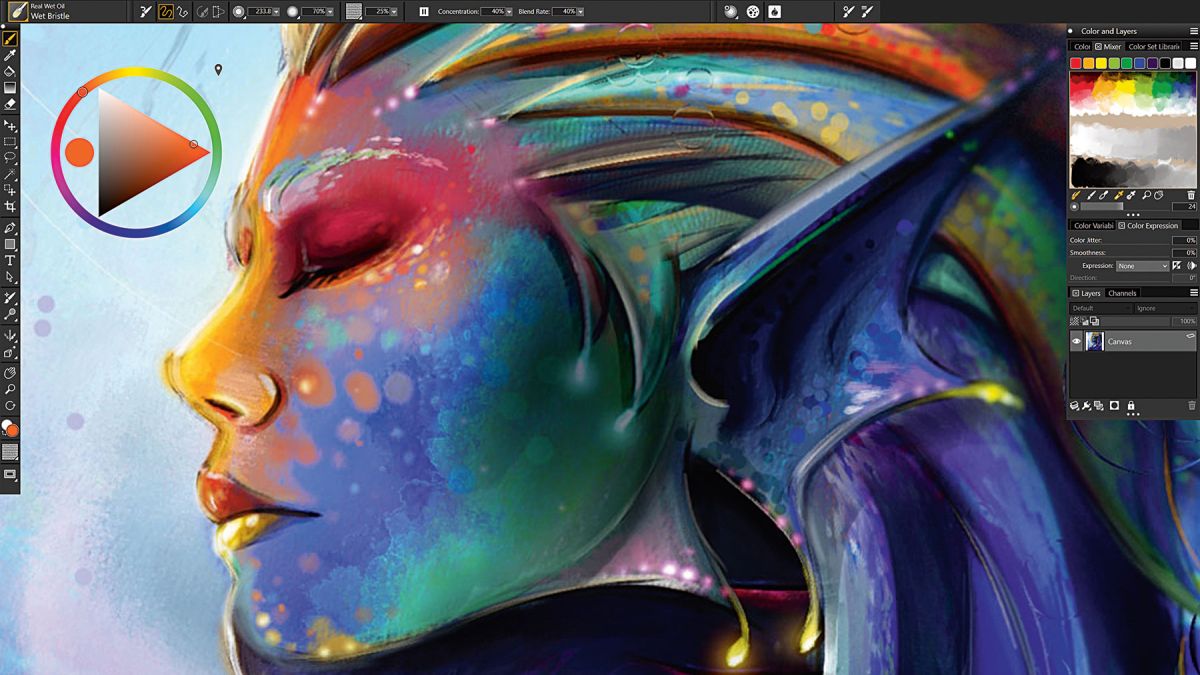 Real Wet Oil
Wet Bristle
233.8
70%
25%
Concentration: 40%
Blend Rate: 40%
Color and Layers
Color
Mixer
Color Set Librari
24
Color Variabi
Color Expression
Color Jitter: 0%
Smoothness: 0%
Expression: None
Direction: 0°
Layers
Channels
Default
Ignore
100%
Canvas
T